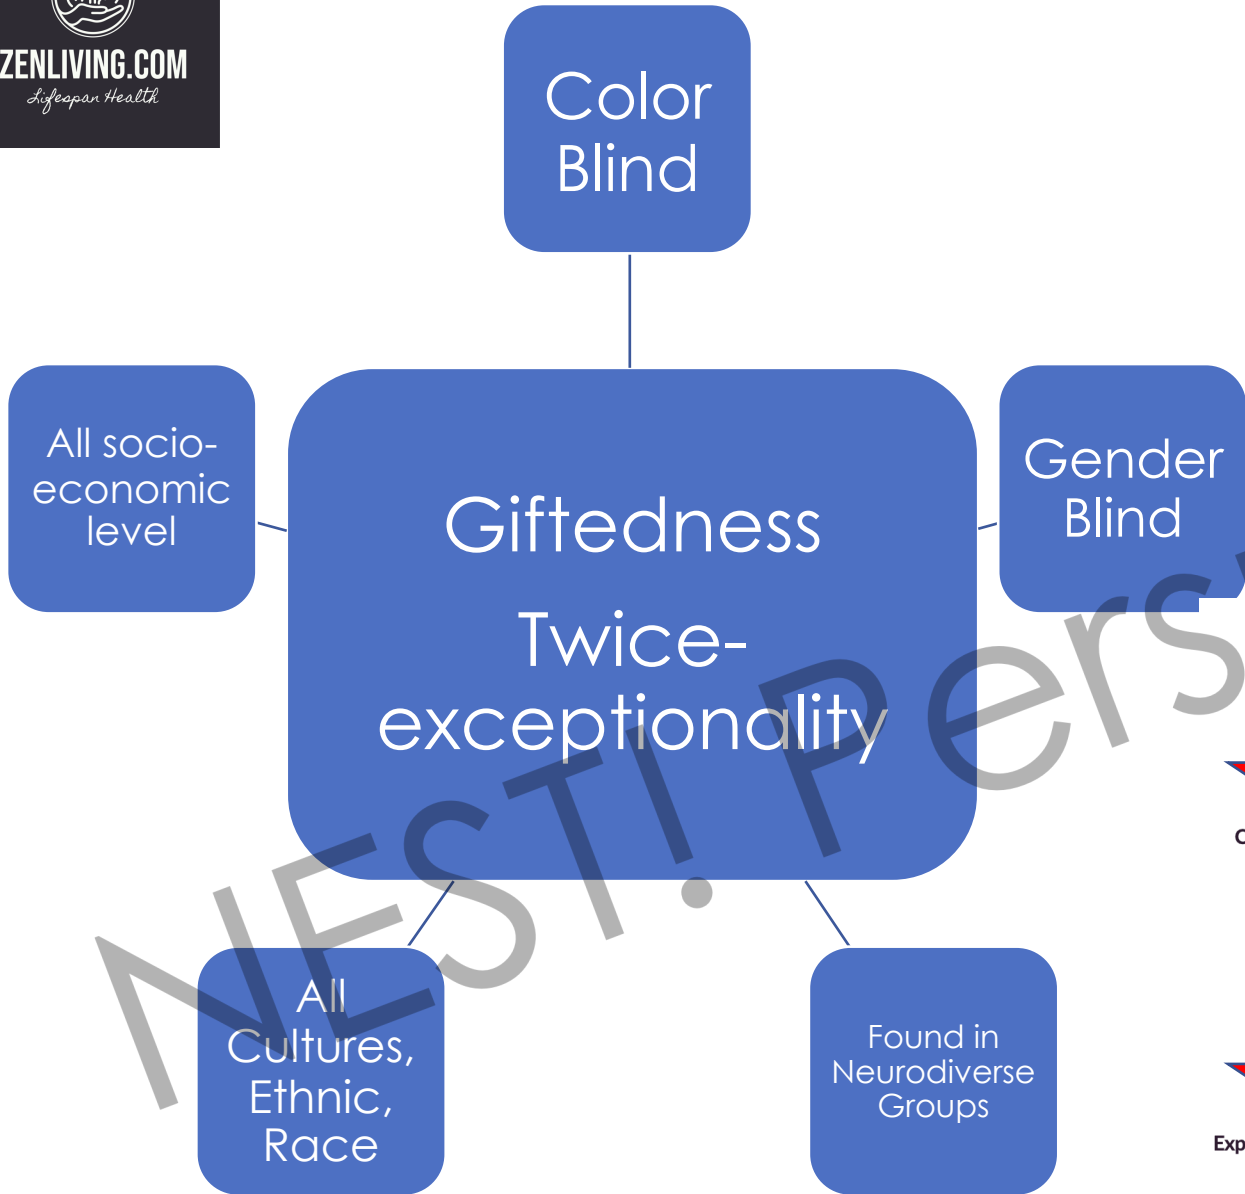 ZENLIVING.COM
Lifespan Health
Color
Blind
All socio-
economic
level
Giftedness
Twice-
exceptionality
Gender
Blind
NEST! Pers
All
Cultures,
Ethnic,
Race
Found in
Neurodiverse
Groups
Exp